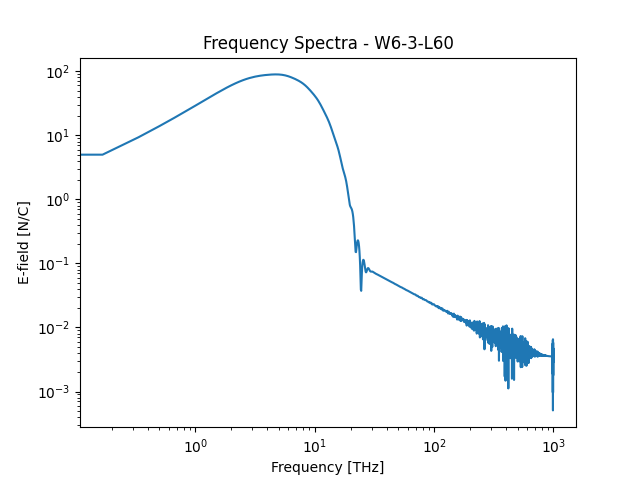 Frequency Spectra - W6-3-L60
10²
10¹
10⁰
10⁻¹
10⁻²
10⁻³
E-field [N/C]
10⁰ 10¹ 10² 10³
Frequency [THz]